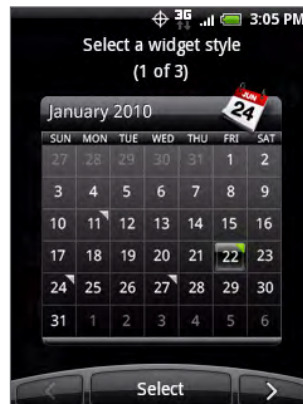 3G 3:05 PM
Select a widget style
(1 of 3)
January 2010
JUN
24
SUN MON TUE WED THU FRI SAT
27 28 29 30 31 1 2
3 4 5 6 7 8 9
10 11 12 13 14 15 16
17 18 19 20 21 22 23
24 25 26 27 28 29 30
31 1 2 3 4 5 6
Select